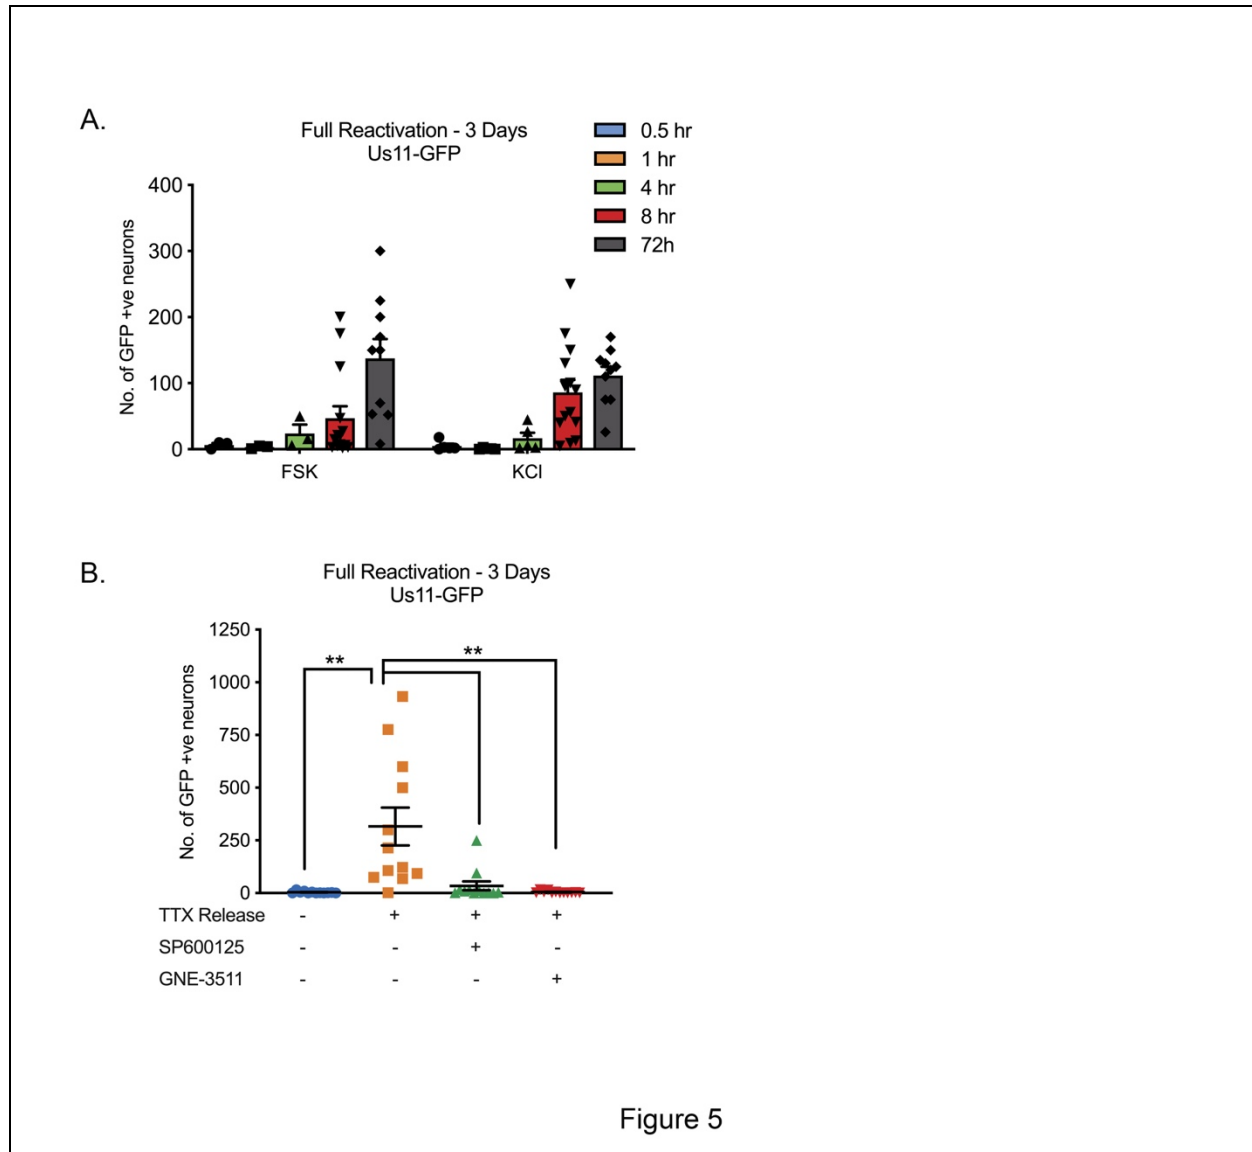 A.
Full Reactivation - 3 Days
Us11-GFP
0.5 hr
1 hr
4 hr
8 hr
72h
No. of GFP +ve neurons
400
300
200
100
0
FSK
KCl
B.
Full Reactivation - 3 Days
Us11-GFP
No. of GFP +ve neurons
1250
1000
750
500
250
0
**
**
TTX Release - + + +
SP600125 - - + -
GNE-3511 - - - +
Figure 5